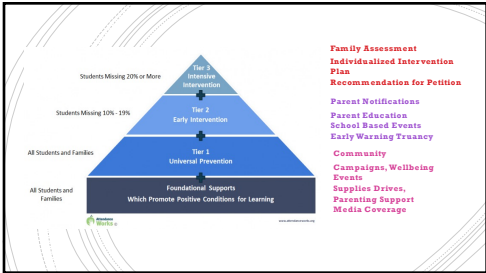 Students Missing 20% or More
Tier 3
Intensive
Intervention
Students Missing 10% - 19%
Tier 2
Early Intervention
All Students and Families
Tier 1
Universal Prevention
All Students and
Families
Foundational Supports
Which Promote Positive Conditions for Learning
Attendance
Works
www.attendanceworks.org
Family Assessment
Individualized Intervention
Plan
Recommendation for Petition
Parent Notifications
Parent Education
School Based Events
Early Warning Truancy
Community
Campaigns, Wellbeing
Events
Supplies Drives,
Parenting Support
Media Coverage